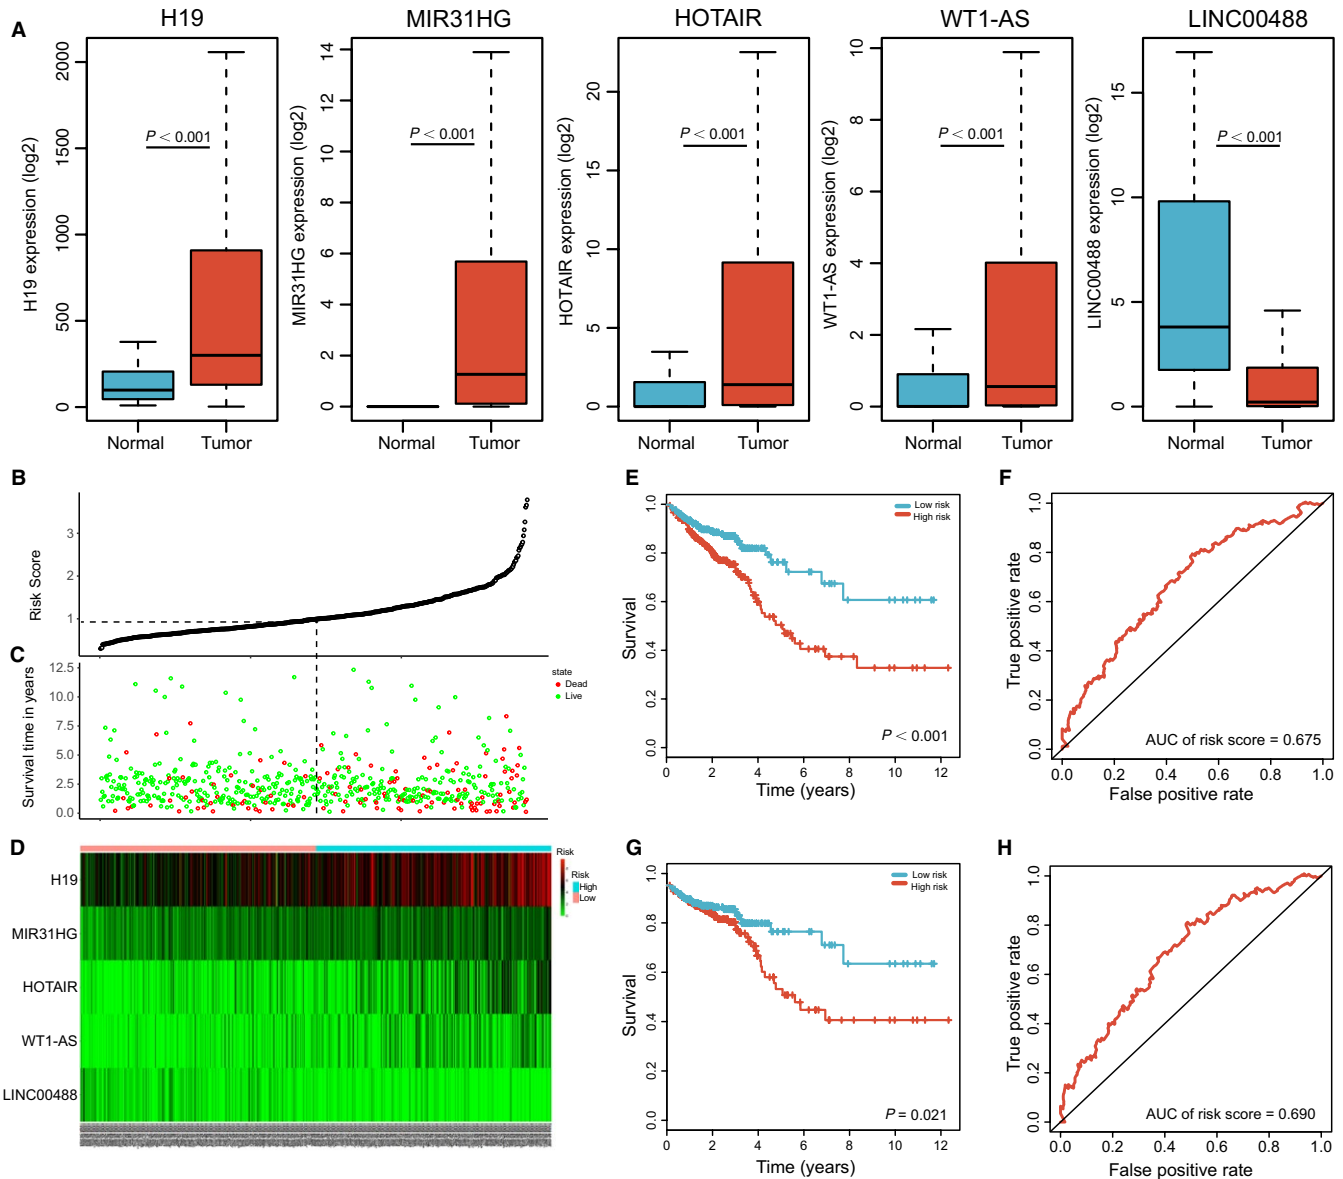 A
H19
MIR31HG
HOTAIR
WT1-AS
LINC00488
H19 expression (log2)
2000
1500
1000
500
0
P < 0.001
Normal Tumor
MIR31HG expression (log2)
14
12
10
8
6
4
2
0
P < 0.001
Normal Tumor
HOTAIR expression (log2)
20
15
10
5
0
P < 0.001
Normal Tumor
WT1-AS expression (log2)
10
8
6
4
2
0
P < 0.001
Normal Tumor
LINC00488 expression (log2)
15
10
5
0
P < 0.001
Normal Tumor
B
Risk Score
3
2
1
C
Survival time in years
12.5
10.0
7.5
5.0
2.5
0.0
state
Dead
Live
D
H19
MIR31HG
HOTAIR
WT1-AS
LINC00488
Risk
Risk
High
Low
E
Survival
1.0
0.8
0.6
0.4
0.2
0.0
Low risk
High risk
P < 0.001
0 2 4 6 8 10 12
Time (years)
F
True positive rate
1.0
0.8
0.6
0.4
0.2
0.0
AUC of risk score = 0.675
0.0 0.2 0.4 0.6 0.8 1.0
False positive rate
G
Survival
1.0
0.8
0.6
0.4
0.2
0.0
Low risk
High risk
P = 0.021
0 2 4 6 8 10 12
Time (years)
H
True positive rate
1.0
0.8
0.6
0.4
0.2
0.0
AUC of risk score = 0.690
0.0 0.2 0.4 0.6 0.8 1.0
False positive rate